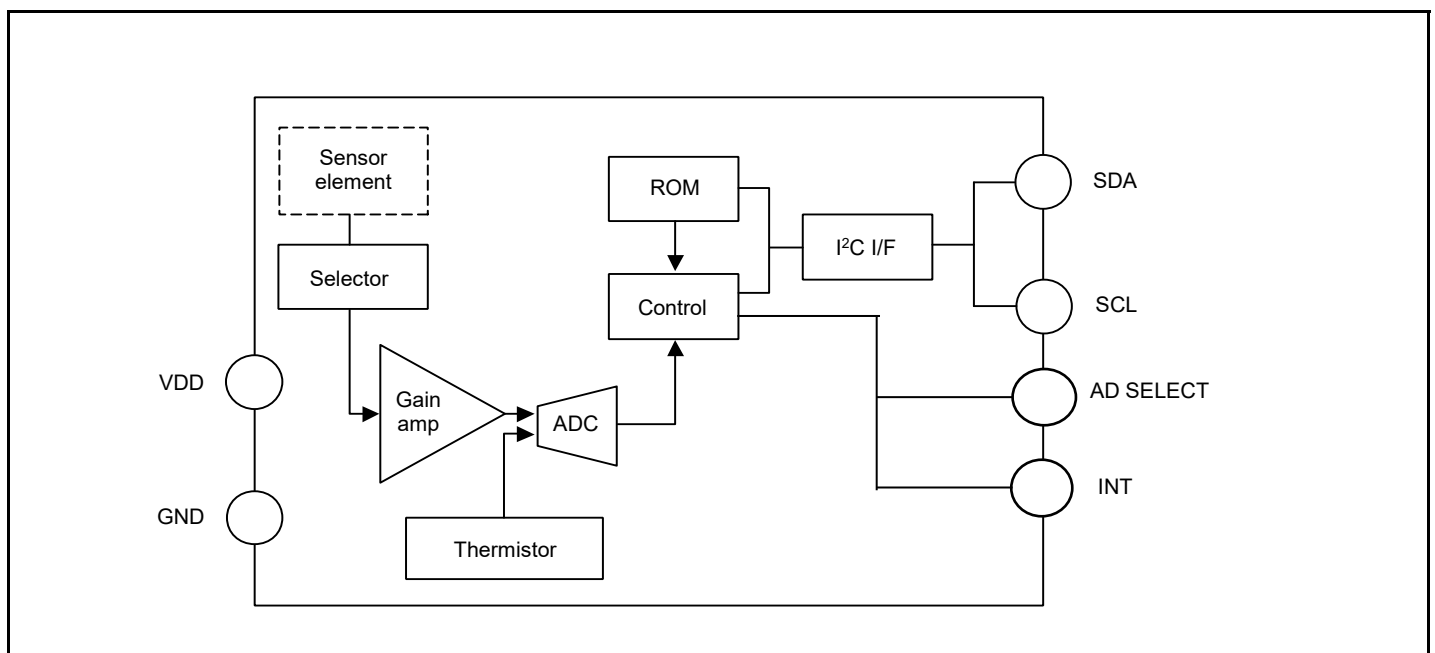 Sensor
element
ROM
SDA
I²C I/F
Selector
Control
SCL
VDD
Gain
amp
ADC
AD SELECT
INT
GND
Thermistor